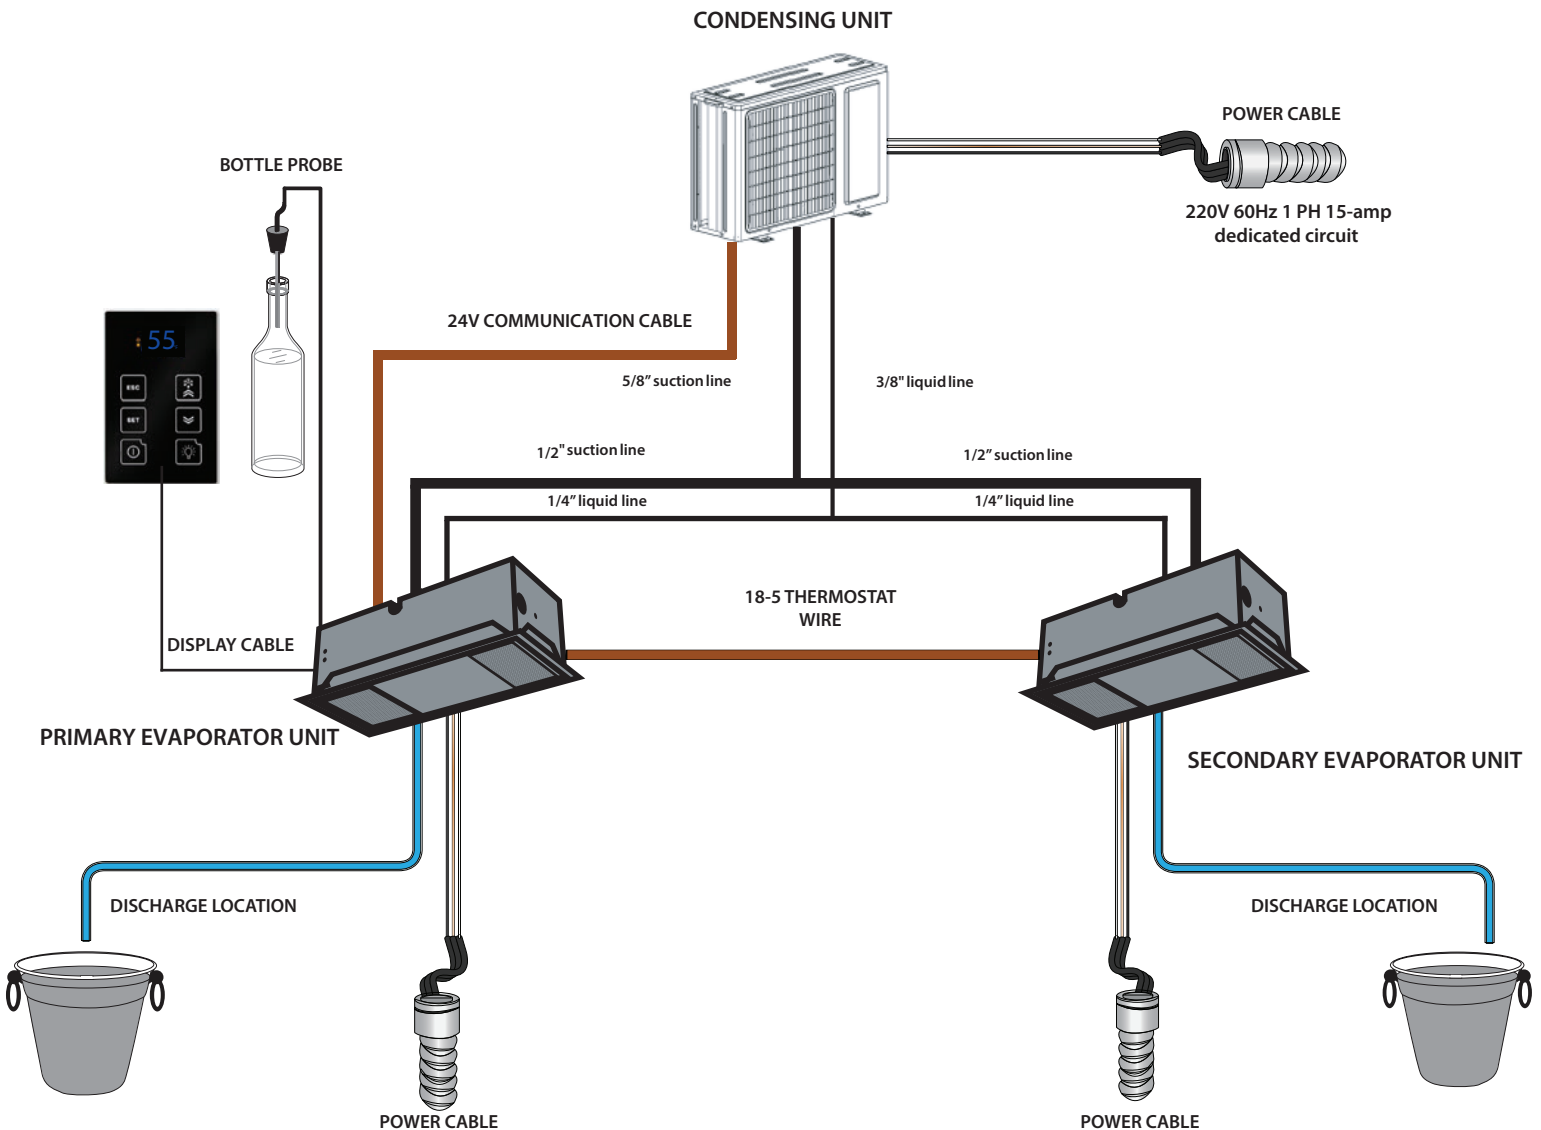 CONDENSING UNIT
POWER CABLE
BOTTLE PROBE
220V 60Hz 1 PH 15-amp
dedicated circuit
24V COMMUNICATION CABLE
55
ESC
SET
5/8” suction line
3/8" liquid line
1/2" suction line
1/2” suction line
1/4” liquid line
1/4” liquid line
18-5 THERMOSTAT
WIRE
DISPLAY CABLE
PRIMARY EVAPORATOR UNIT
SECONDARY EVAPORATOR UNIT
DISCHARGE LOCATION
DISCHARGE LOCATION
POWER CABLE
POWER CABLE